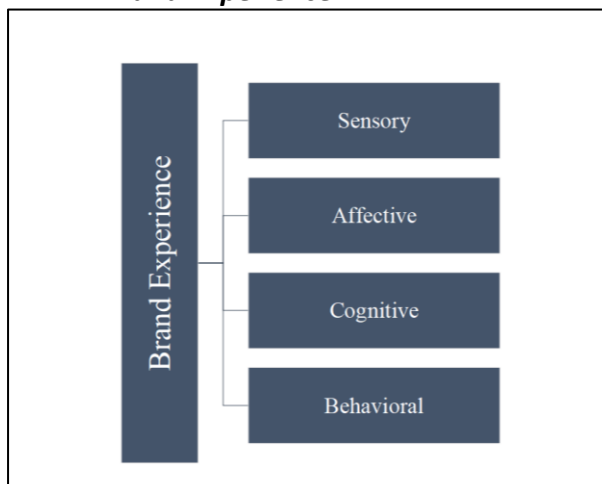 Brand Experience
Sensory
Affective
Cognitive
Behavioral